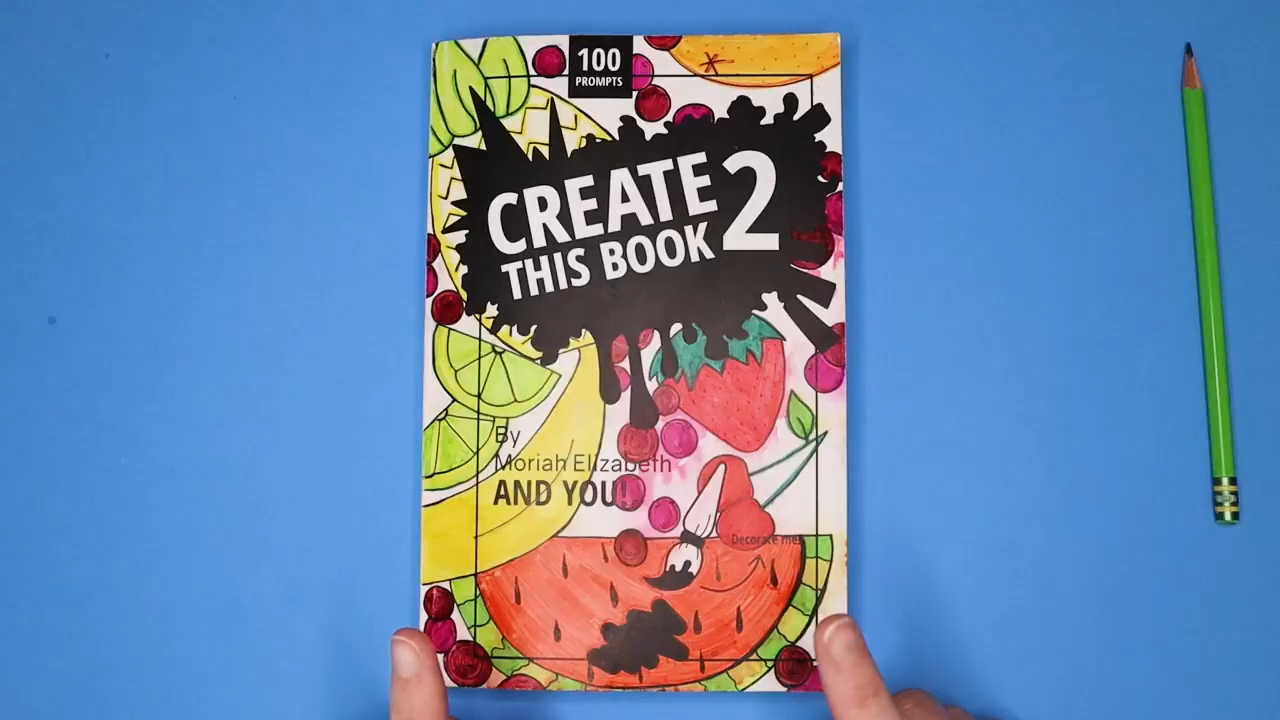 100
PROMPTS
CREATE
THIS BOOK 2
By
Moriah Elizabeth
AND YOU!
Decorate me!